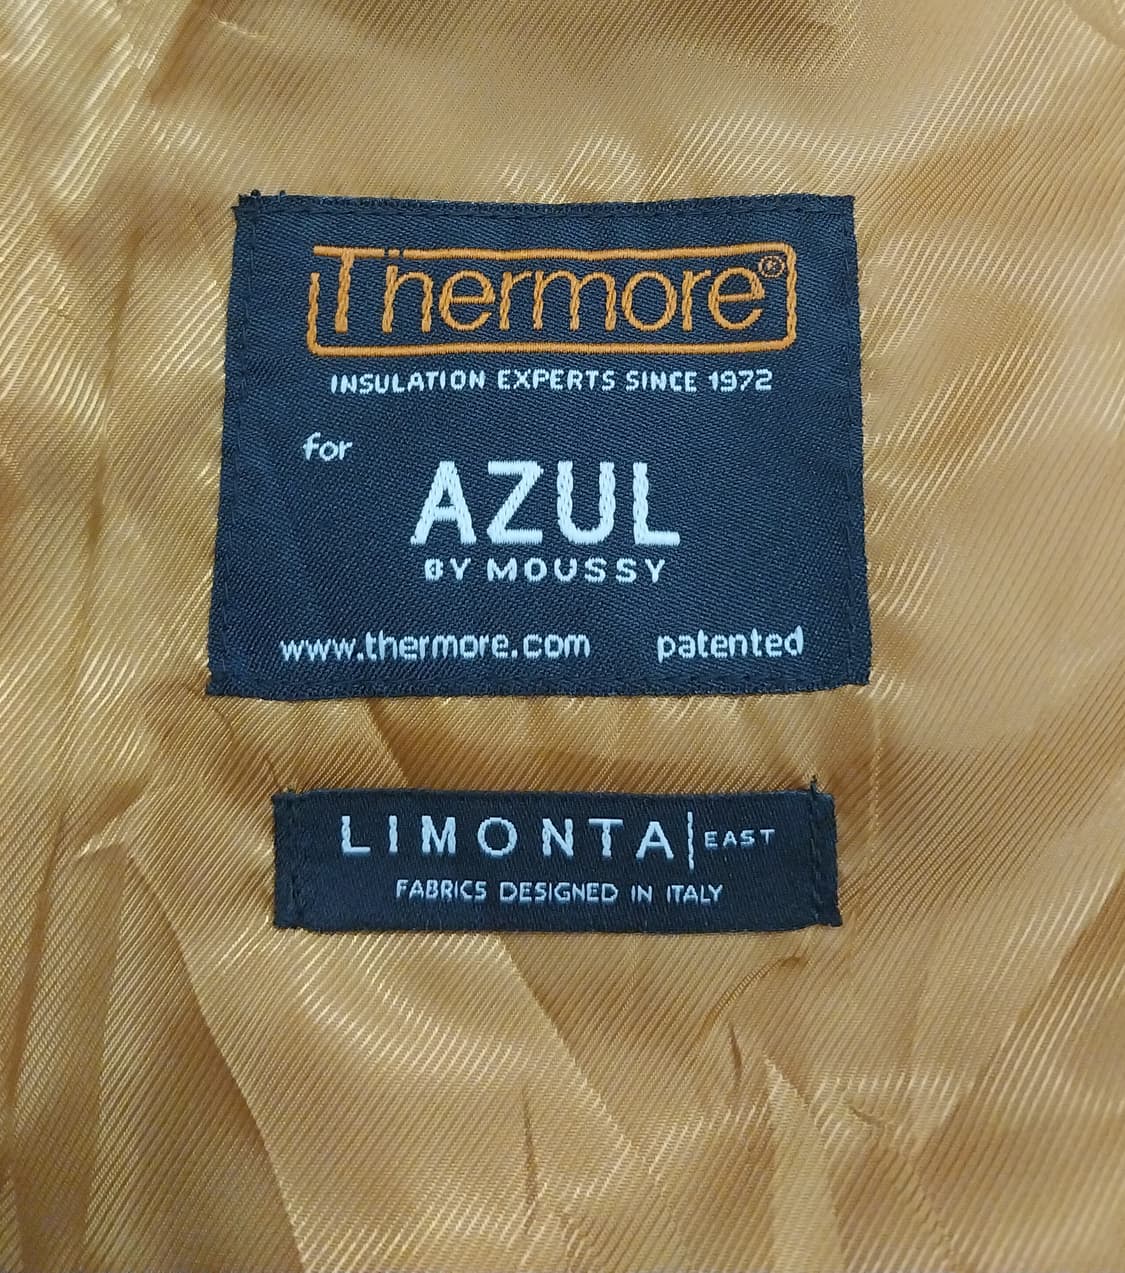 Thermore®
INSULATION EXPERTS SINCE 1972
for
AZUL
BY MOUSSY
www.thermore.com patented
LIMONTA|EAST
FABRICS DESIGNED IN ITALY